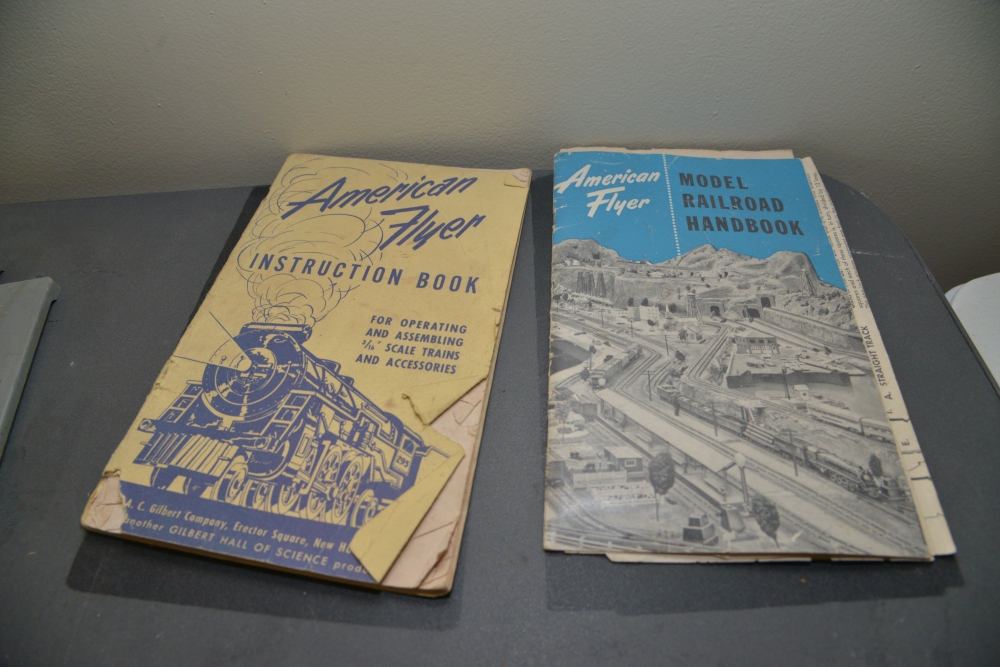 American
Flyer
INSTRUCTION BOOK
FOR OPERATING
AND ASSEMBLING
3/16" SCALE TRAINS
AND ACCESSORIES
A. C. Gilbert Company, Erector Square, New
another GILBERT HALL OF SCIENCE
American
Flyer
MODEL
RAILROAD
HANDBOOK
STRAIGHT TRACK